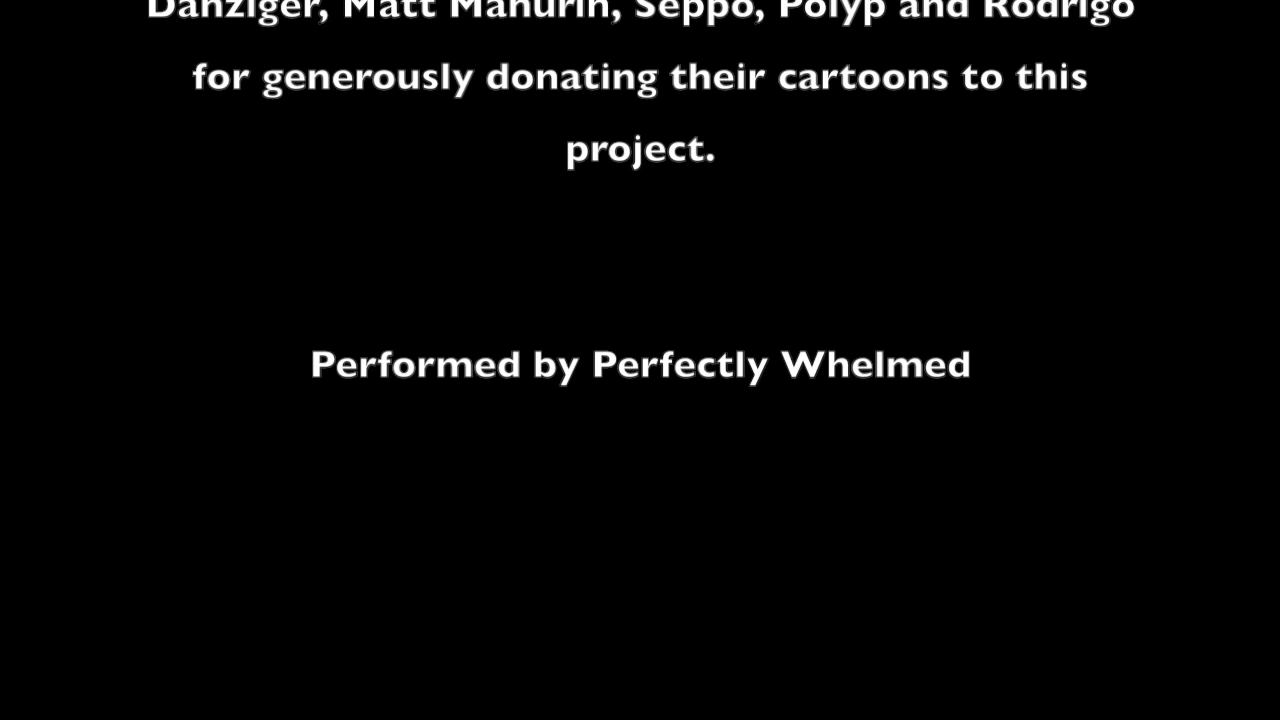 Danziger, Matt Mahurin, Seppo, Polyp and Rodrigo
for generously donating their cartoons to this
project.
Performed by Perfectly Whelmed